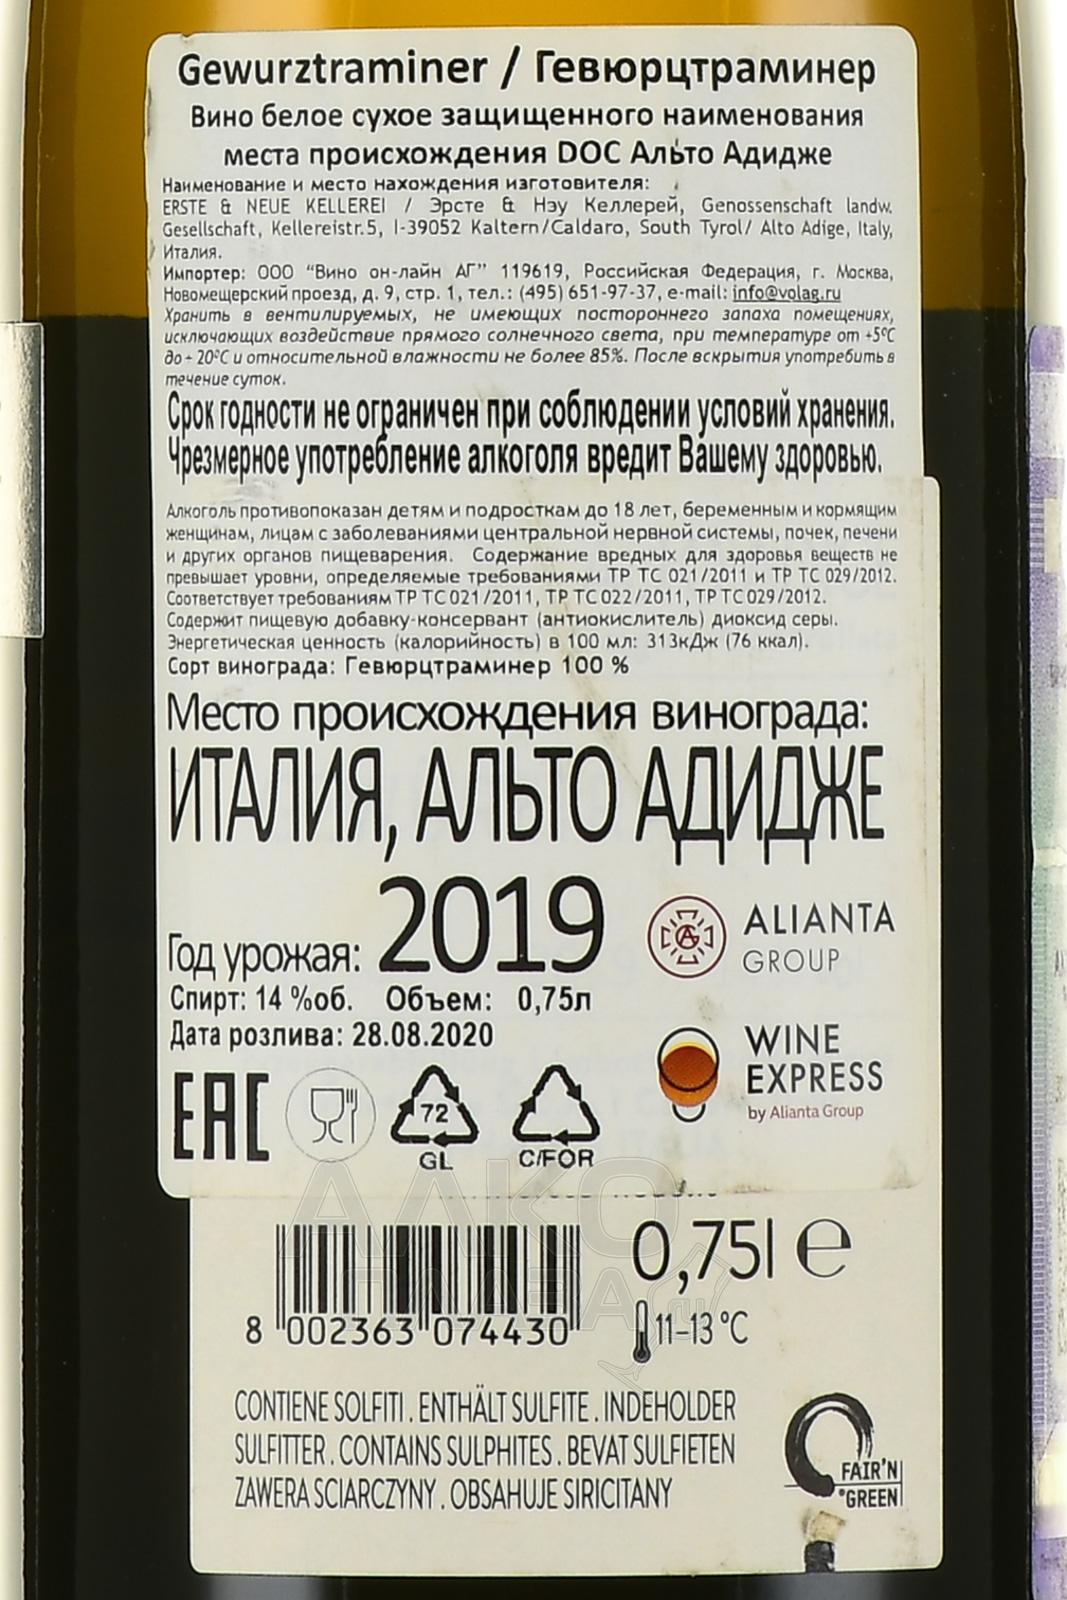 Gewurztraminer / Гевюрцтраминер
Вино белое сухое защищенного наименования
места происхождения DOC Альто Адидже
Наименование и место нахождения изготовителя:
ERSTE & NEUE KELLEREI / Эрсте & Нэу Келлерей, Genossenschaft landw.
Gesellschaft, Kellereistr.5, I-39052 Kaltern/Caldaro, South Tyrol/ Alto Adige, Italy,
Италия.
Импортер: ООО "Вино он-лайн АГ" 119619, Российская Федерация, г. Москва,
Новомещерский проезд, д. 9, стр. 1, тел.: (495) 651-97-37, e-mail: info@volag.ru
Хранить в вентилируемых, не имеющих постороннего запаха помещениях,
исключающих воздействие прямого солнечного света, при температуре от +5°С
до + 20°С и относительной влажности не более 85%. После вскрытия употребить в
течение суток.
Срок годности не ограничен при соблюдении условий хранения.
Чрезмерное употребление алкоголя вредит Вашему здоровью.
Алкоголь противопоказан детям и подросткам до 18 лет, беременным и кормящим
женщинам, лицам с заболеваниями центральной нервной системы, почек, печени
и других органов пищеварения. Содержание вредных для здоровья веществ не
превышает уровни, определяемые требованиями ТР ТС 021/2011 и ТР ТС 029/2012.
Соответствует требованиям ТР ТС 021/2011, ТР ТС 022/2011, ТР ТС 029/2012.
Содержит пищевую добавку-консервант (антиокислитель) диоксид серы.
Энергетическая ценность (калорийность) в 100 мл: 313кДж (76 ккал).
Сорт винограда: Гевюрцтраминер 100 %
Место происхождения винограда:
ИТАЛИЯ, АЛЬТО АДИДЖЕ
Год урожая: 2019
ALIANTA
GROUP
Спирт: 14 %об. Объем: 0,75л
Дата розлива: 28.08.2020
WINE
EXPRESS
by Alianta Group
EAC
72
GL
C/FOR
АЛКО
ПЛАЗА
.ru
0,75l e
8 002363 074430
11–13 °C
CONTIENE SOLFITI . ENTHÄLT SULFITE . INDEHOLDER
SULFITTER . CONTAINS SULPHITES . BEVAT SULFIETEN
ZAWERA SCIARCZYNY . OBSAHUJE SIRICITANY
FAIR'N
GREEN